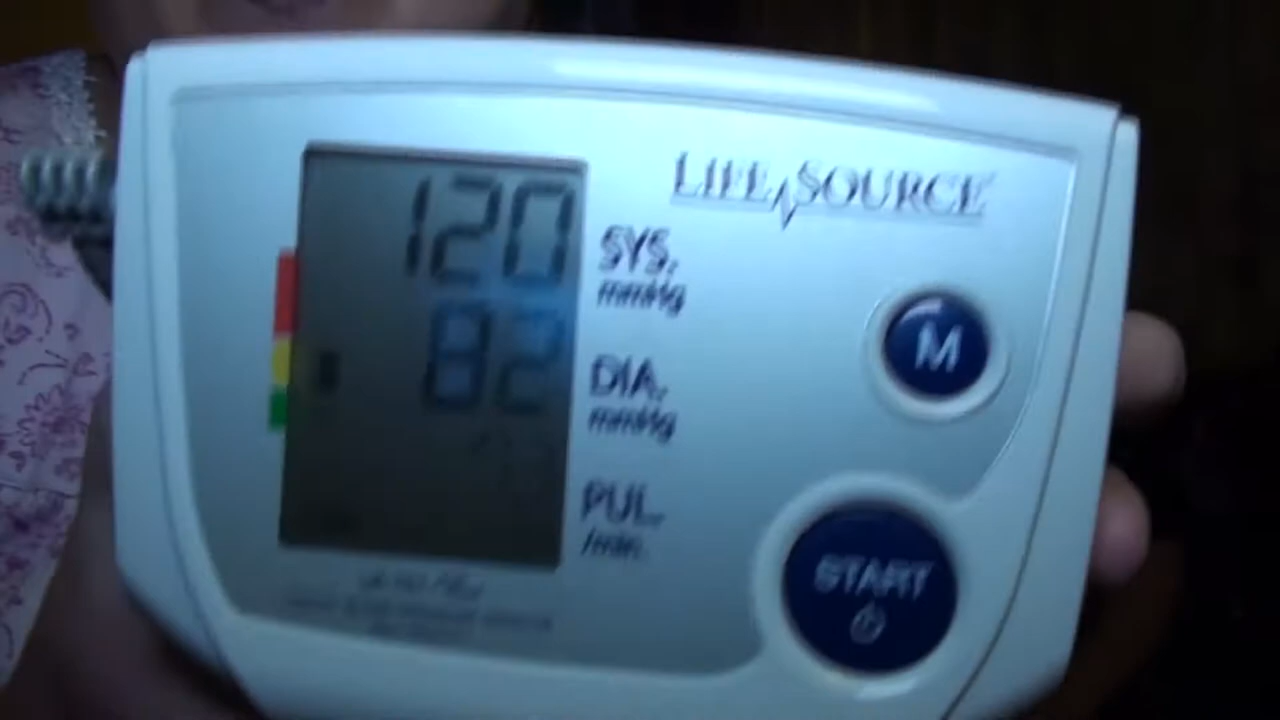 LIFE SOURCE
120
SYS.
mmHg
82
DIA.
mmHg
M
PUL.
/min.
START